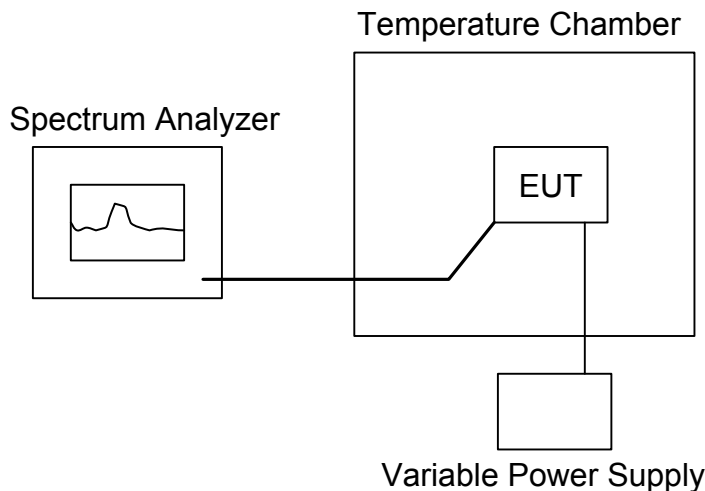 Temperature Chamber
Spectrum Analyzer
EUT
Variable Power Supply